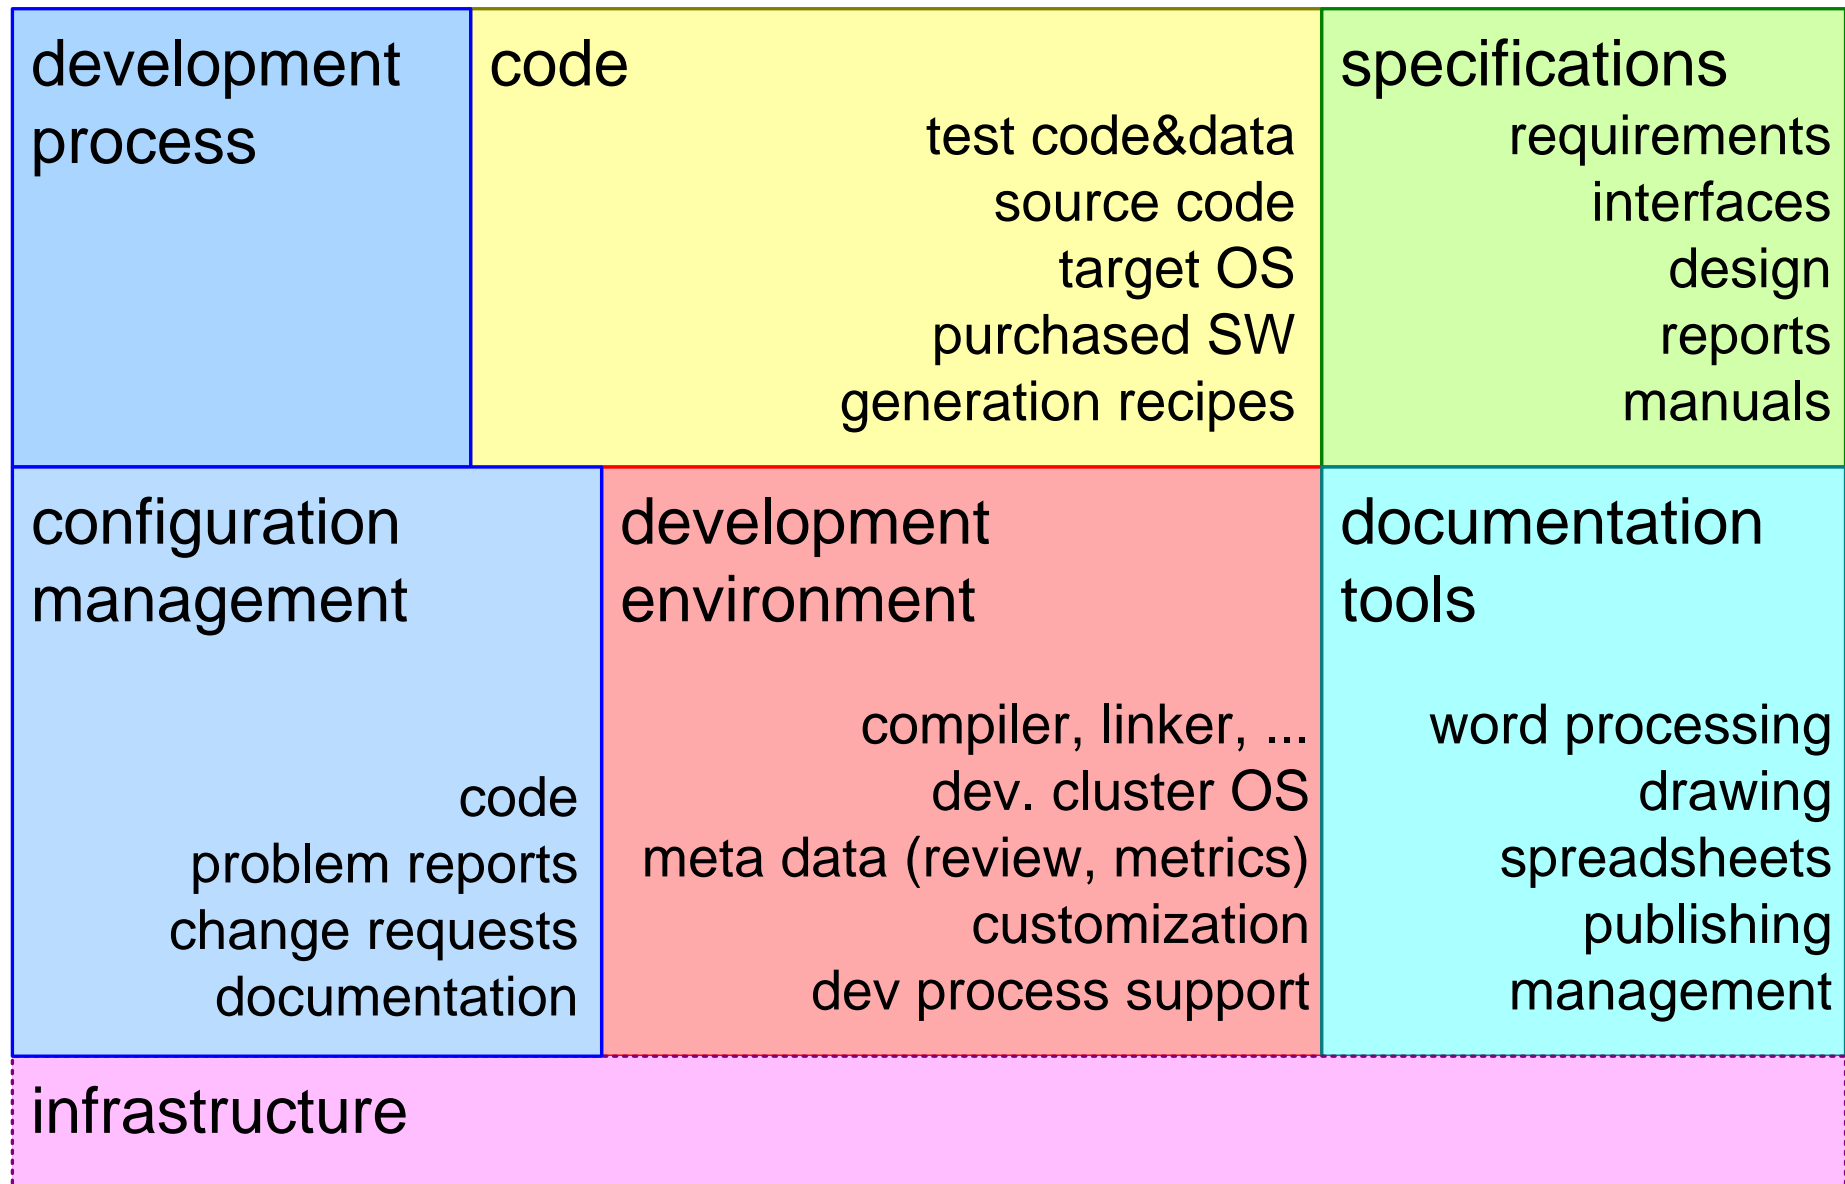 development
process
code
test code&data
source code
target OS
purchased SW
generation recipes
specifications
requirements
interfaces
design
reports
manuals
configuration
management
code
problem reports
change requests
documentation
development
environment
compiler, linker, ...
dev. cluster OS
meta data (review, metrics)
customization
dev process support
documentation
tools
word processing
drawing
spreadsheets
publishing
management
infrastructure